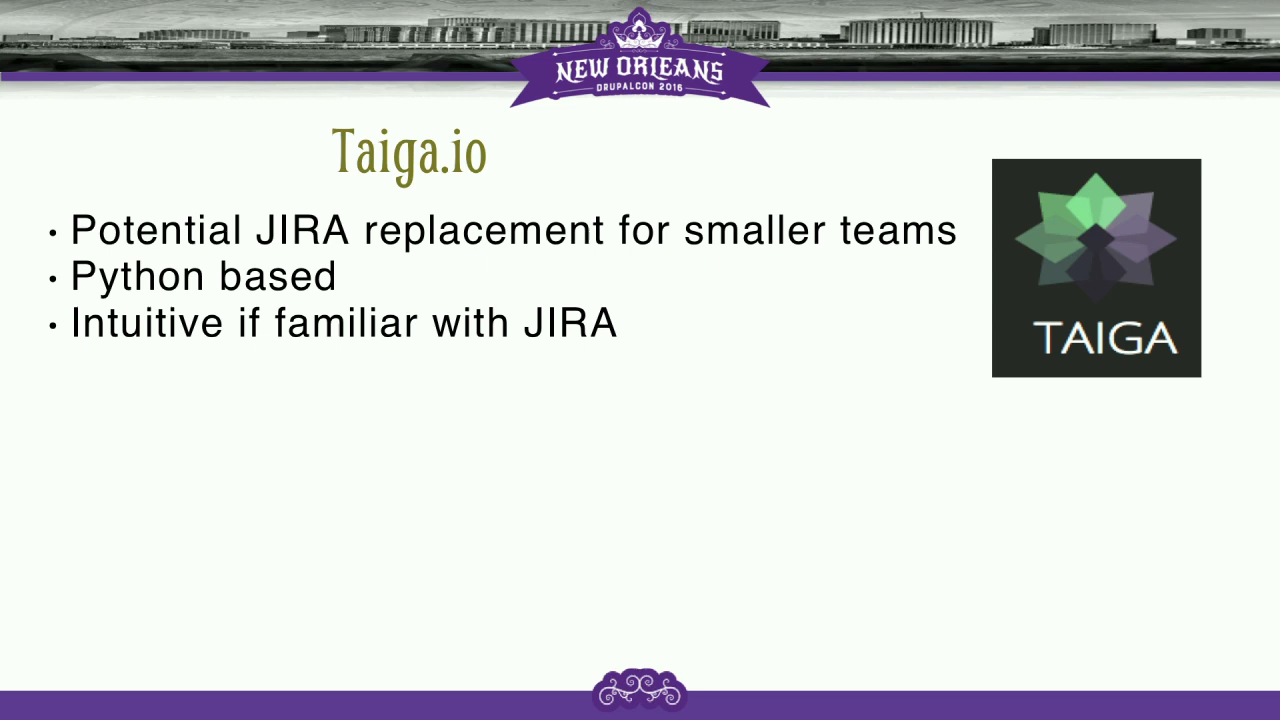 NEW ORLEANS
DRUPALCON 2016
Taiga.io
• Potential JIRA replacement for smaller teams
• Python based
• Intuitive if familiar with JIRA
TAIGA